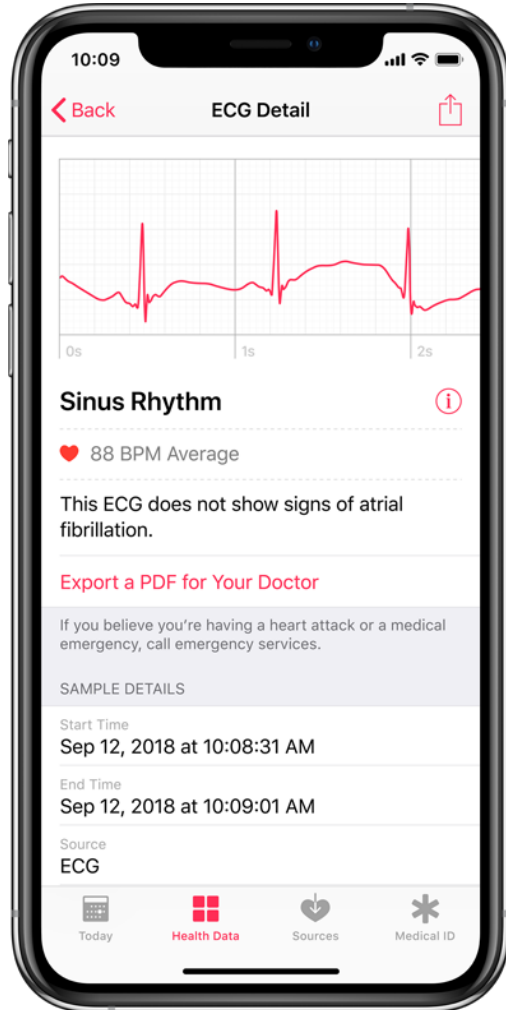 10:09
Back
ECG Detail
0s
1s
2s
Sinus Rhythm
i
88 BPM Average
This ECG does not show signs of atrial
fibrillation.
Export a PDF for Your Doctor
If you believe you're having a heart attack or a medical
emergency, call emergency services.
SAMPLE DETAILS
Start Time
Sep 12, 2018 at 10:08:31 AM
End Time
Sep 12, 2018 at 10:09:01 AM
Source
ECG
Today
Health Data
Sources
Medical ID